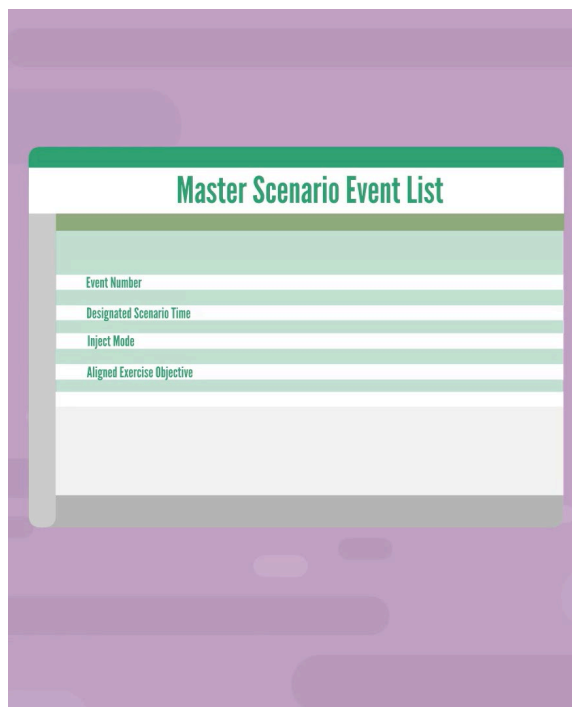 Master Scenario Event List
Event Number
Designated Scenario Time
Inject Mode
Aligned Exercise Objective